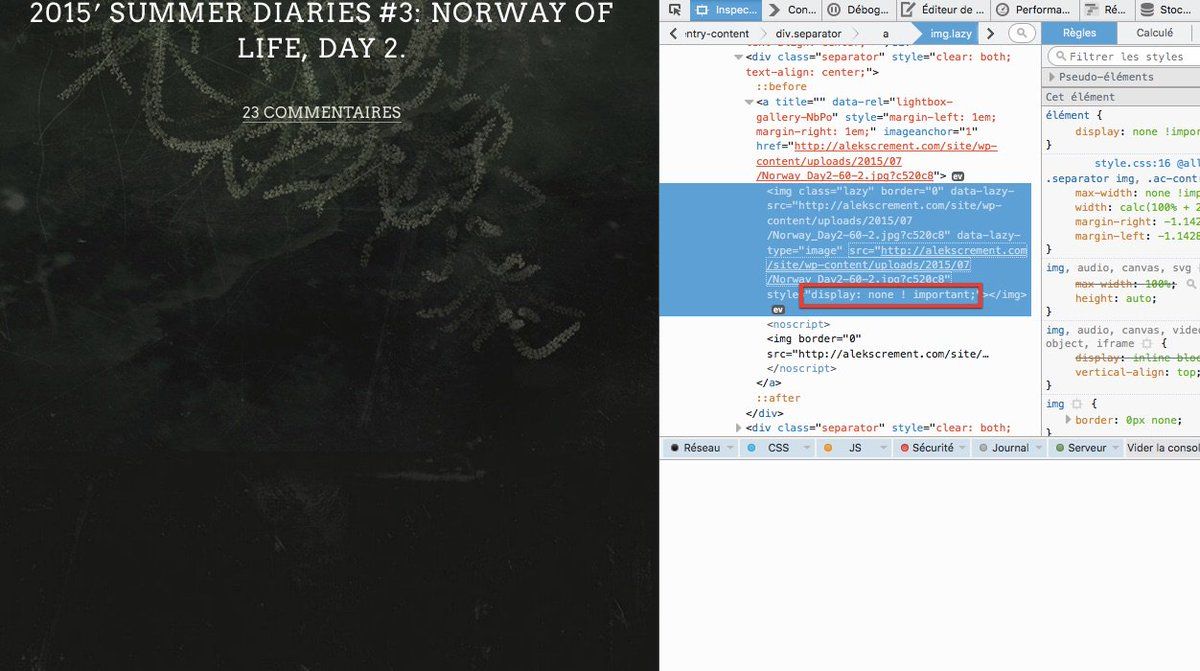 2015’ SUMMER DIARIES #3: NORWAY OF
LIFE, DAY 2.
23 COMMENTAIRES
Inspec... Con... Débog... Éditeur de ... Performa... Ré... Stoc...
ntry-content div.separator a img.lazy
<div class="separator" style="clear: both;
text-align: center;">
::before
<a title="" data-rel="lightbox-
gallery-NbPo" style="margin-left: 1em;
margin-right: 1em;" imageanchor="1"
href="http://alekscrement.com/site/wp-
content/uploads/2015/07
/Norway_Day2-60-2.jpg?c520c8"> ev
<img class="lazy" border="0" data-lazy-
src="http://alekscrement.com/site/wp-
content/uploads/2015/07
/Norway_Day2-60-2.jpg?c520c8" data-lazy-
type="image" src="http://alekscrement.com
/site/wp-content/uploads/2015/07
/Norway_Day2-60-2.jpg?c520c8"
style="display: none ! important;"></img>
ev
<noscript>
<img border="0"
src="http://alekscrement.com/site/…
</noscript>
</a>
::after
</div>
<div class="separator" style="clear: both;
Règles Calculé
Filtrer les styles
Pseudo-éléments
Cet élément
élément {
display: none !impor
}
style.css:16 @all
.separator img, .ac-cont
max-width: none !imp
width: calc(100% + 2
margin-right: -1.142
margin-left: -1.1428
}
img, audio, canvas, svg
max-width: 100%;
height: auto;
}
img, audio, canvas, vide
object, iframe {
display: inline-bloc
vertical-align: top;
}
img {
border: 0px none;
}
Réseau CSS JS Sécurité Journal Serveur Vider la consol